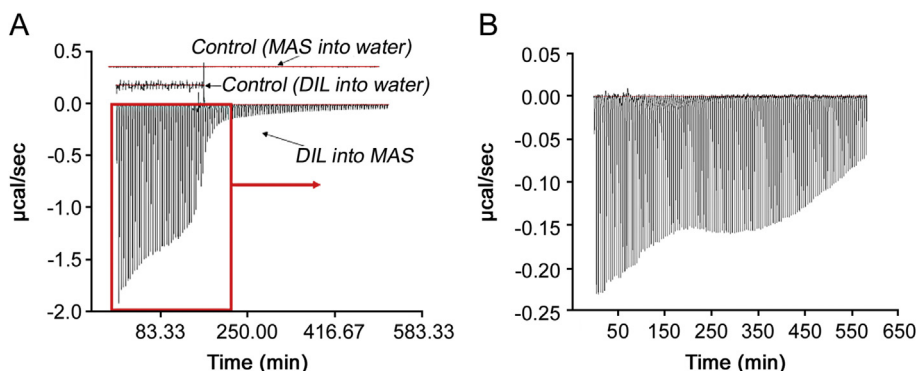 A
B
0.5
0.0
-0.5
-1.0
-1.5
-2.0
µcal/sec
Control (MAS into water)
Control (DIL into water)
DIL into MAS
83.33
250.00
416.67
583.33
Time (min)
0.05
0.00
-0.05
-0.10
-0.15
-0.20
-0.25
µcal/sec
50
150
250
350
450
550
650
Time (min)